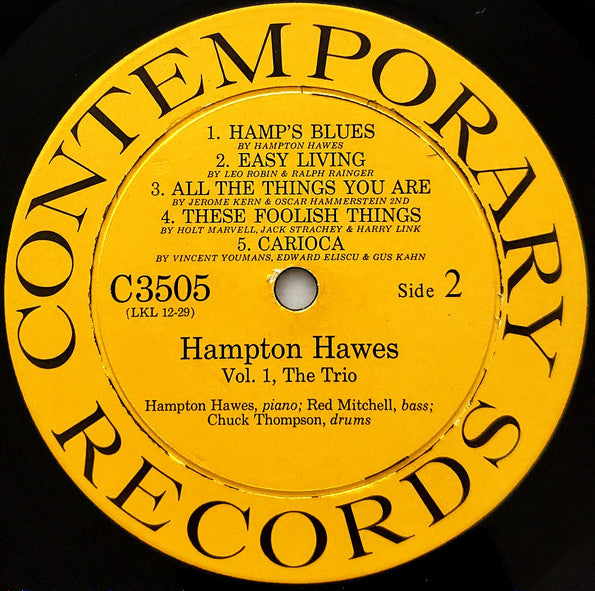 CONTEMPORARY RECORDS
1. HAMP'S BLUES
BY HAMPTON HAWES
2. EASY LIVING
BY LEO ROBIN & RALPH RAINGER
3. ALL THE THINGS YOU ARE
BY JEROME KERN & OSCAR HAMMERSTEIN 2ND
4. THESE FOOLISH THINGS
BY HOLT MARVELL, JACK STRACHEY & HARRY LINK
5. CARIOCA
BY VINCENT YOUMANS, EDWARD ELISCU & GUS KAHN
C3505
Side 2
(LKL 12-29)
Hampton Hawes
Vol. 1, The Trio
Hampton Hawes, piano; Red Mitchell, bass;
Chuck Thompson, drums